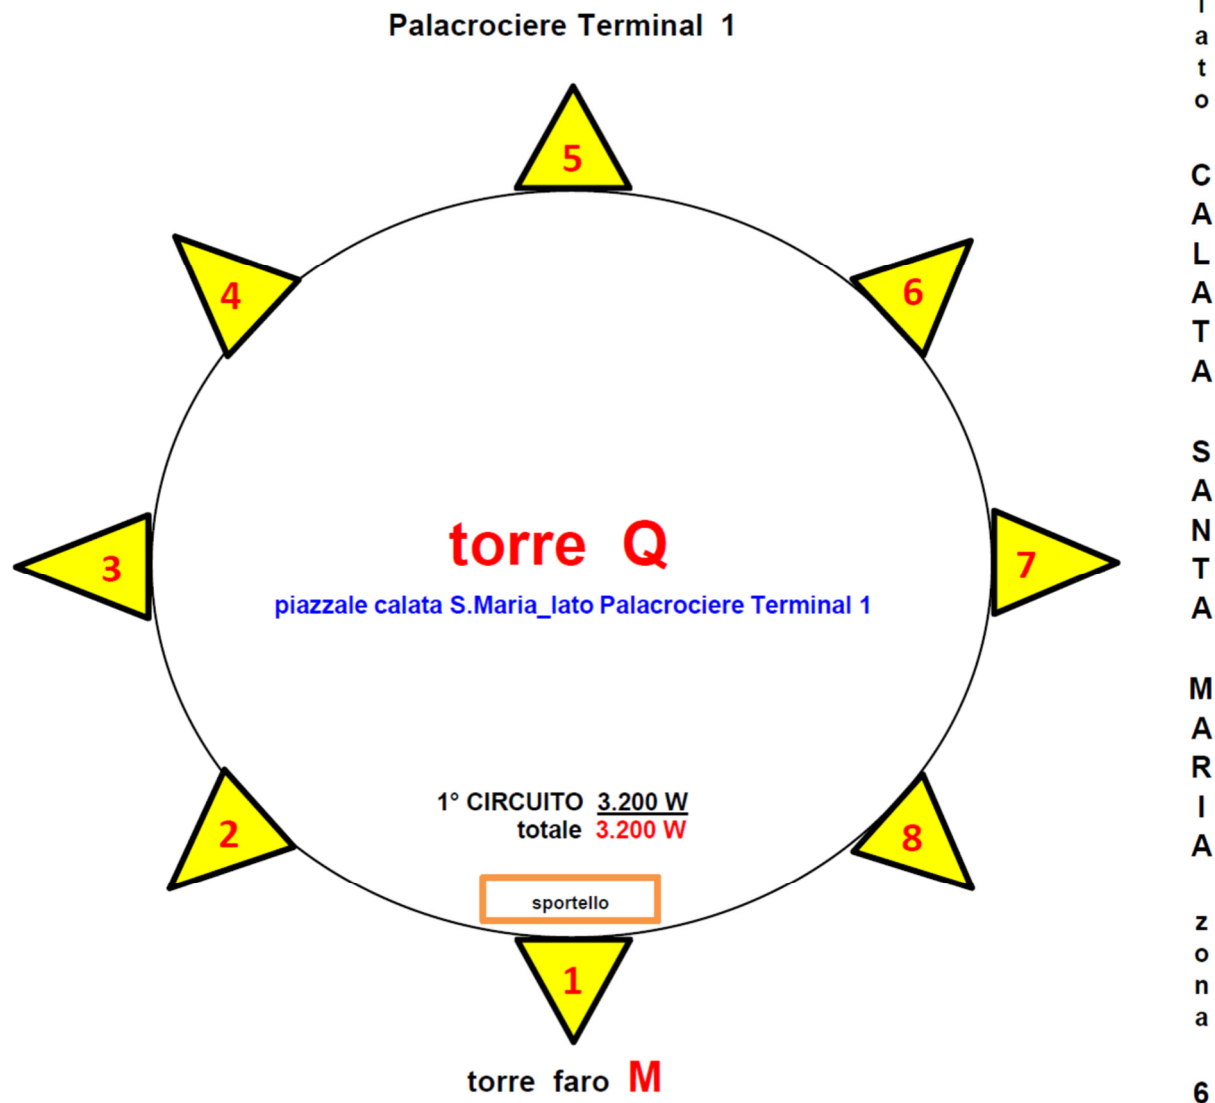 Palacrociere Terminal 1
5
4
6
torre Q
3
7
piazzale calata S.Maria_lato Palacrociere Terminal 1
1° CIRCUITO 3.200 W
totale 3.200 W
2
8
sportello
1
torre faro M
lato CALATA SANTA MARIA zona 6